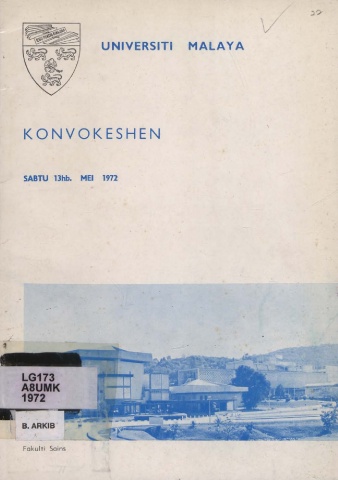 UNIVERSITI MALAYA
KONVOKESHEN
SABTU 13hb. MEI 1972
LG173
A8UMK
1972
B. ARKIB
Fakulti Sains